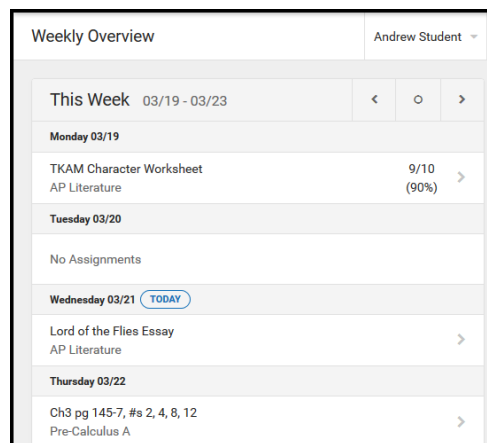 Weekly Overview
Andrew Student
This Week 03/19 - 03/23
Monday 03/19
TKAM Character Worksheet 9/10
AP Literature (90%)
Tuesday 03/20
No Assignments
Wednesday 03/21 TODAY
Lord of the Flies Essay
AP Literature
Thursday 03/22
Ch3 pg 145-7, #s 2, 4, 8, 12
Pre-Calculus A